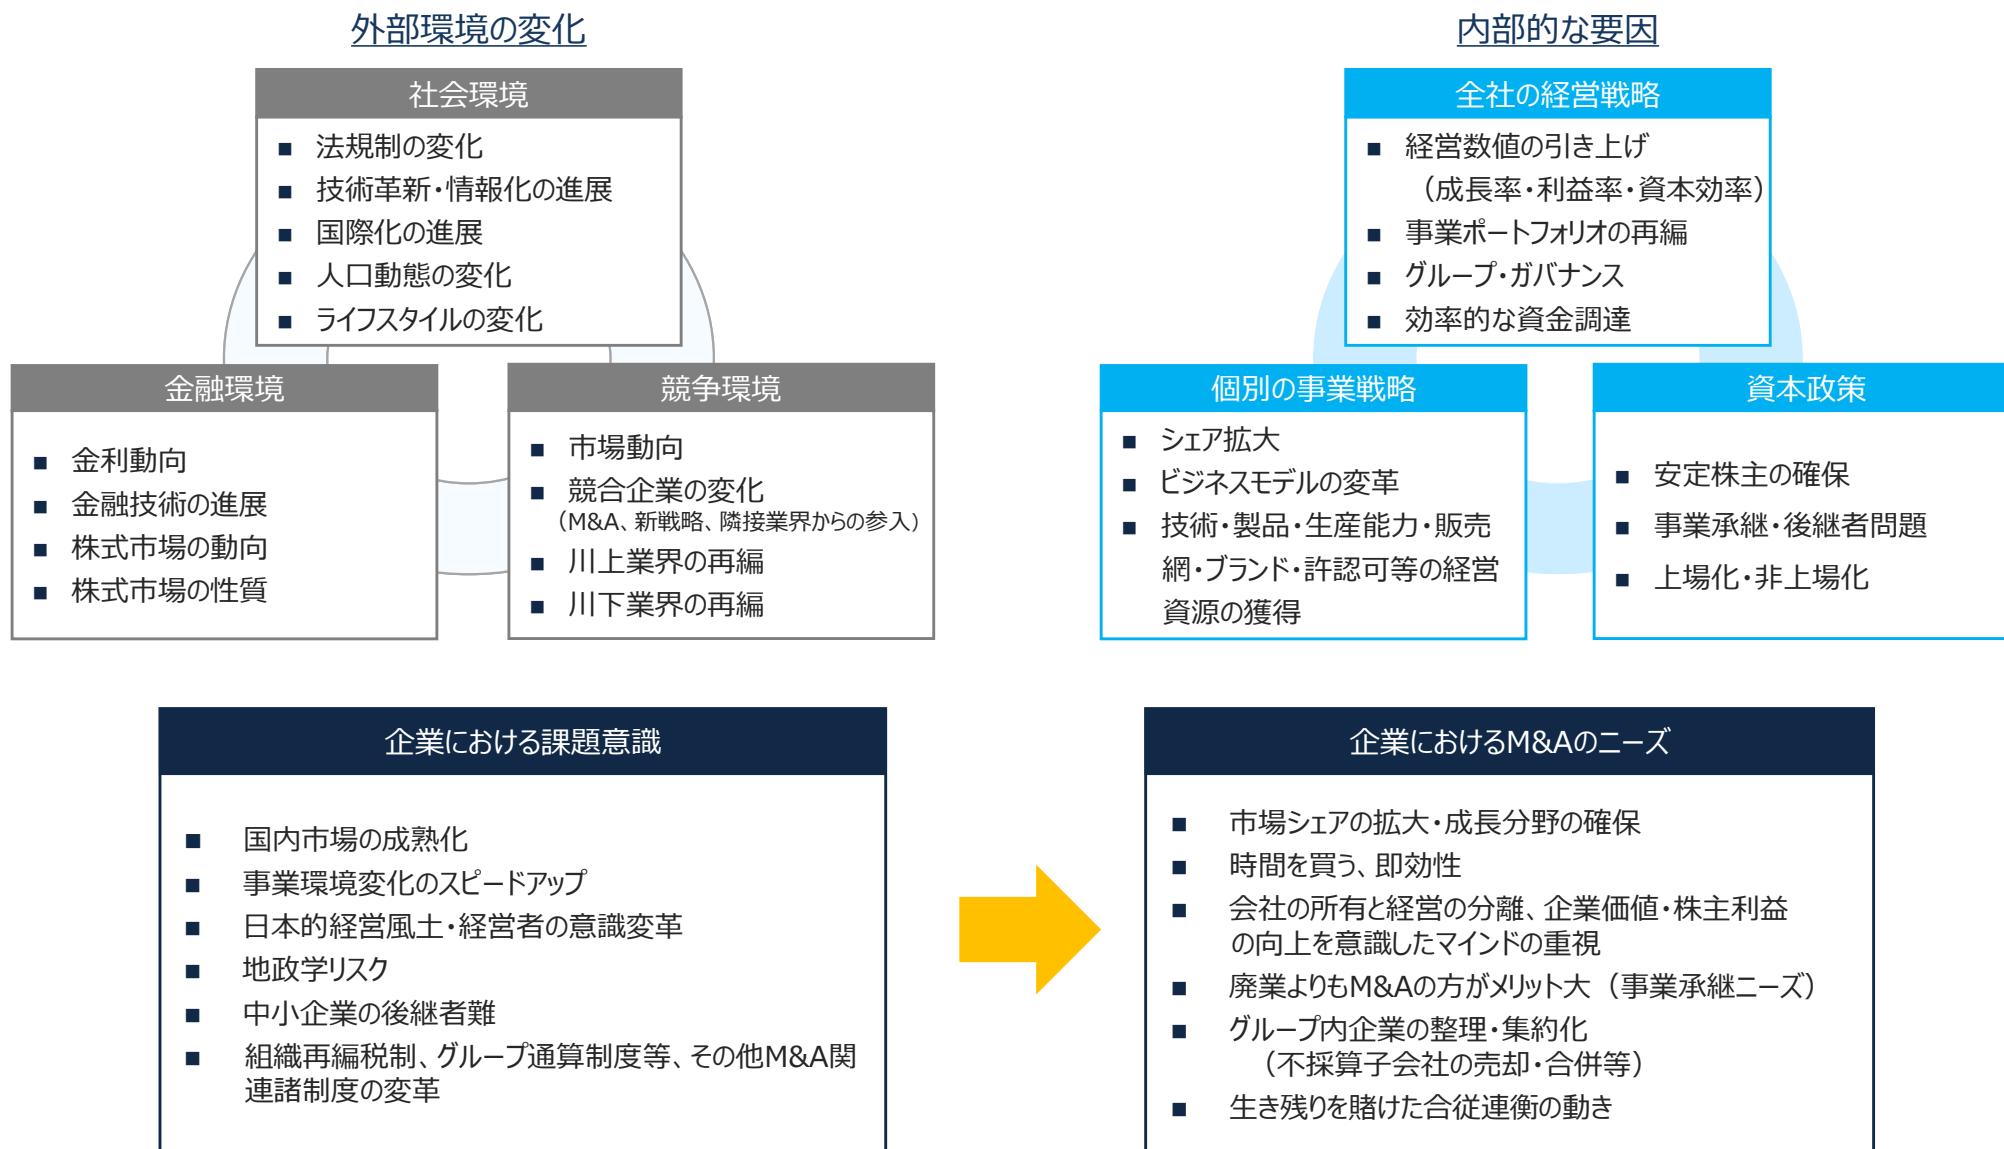 外部環境の変化
社会環境
■ 法規制の変化
■ 技術革新・情報化の進展
■ 国際化の進展
■ 人口動態の変化
■ ライフスタイルの変化
金融環境
■ 金利動向
■ 金融技術の進展
■ 株式市場の動向
■ 株式市場の性質
競争環境
■ 市場動向
■ 競合企業の変化
（M&A、新戦略、隣接業界からの参入）
■ 川上業界の再編
■ 川下業界の再編
内部的な要因
全社の経営戦略
■ 経営数値の引き上げ
（成長率・利益率・資本効率）
■ 事業ポートフォリオの再編
■ グループ・ガバナンス
■ 効率的な資金調達
個別の事業戦略
■ シェア拡大
■ ビジネスモデルの変革
■ 技術・製品・生産能力・販売
網・ブランド・許認可等の経営
資源の獲得
資本政策
■ 安定株主の確保
■ 事業承継・後継者問題
■ 上場化・非上場化
企業における課題意識
■ 国内市場の成熟化
■ 事業環境変化のスピードアップ
■ 日本的経営風土・経営者の意識変革
■ 地政学リスク
■ 中小企業の後継者難
■ 組織再編税制、グループ通算制度等、その他M&A関
連諸制度の変革
企業におけるM&Aのニーズ
■ 市場シェアの拡大・成長分野の確保
■ 時間を買う、即効性
■ 会社の所有と経営の分離、企業価値・株主利益
の向上を意識したマインドの重視
■ 廃業よりもM&Aの方がメリット大（事業承継ニーズ）
■ グループ内企業の整理・集約化
（不採算子会社の売却・合併等）
■ 生き残りを賭けた合従連衡の動き